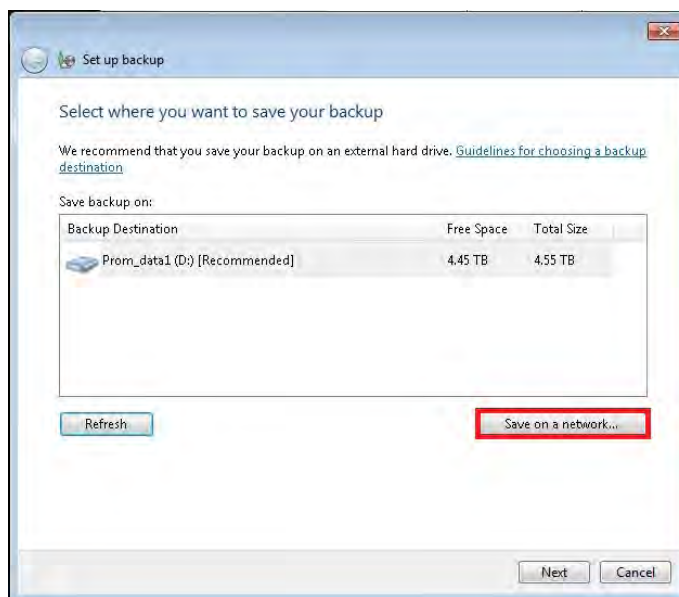 Set up backup
Select where you want to save your backup
We recommend that you save your backup on an external hard drive. Guidelines for choosing a backup
destination
Save backup on:
Backup Destination Free Space Total Size
Prom_data1 (D:) [Recommended] 4.45 TB 4.55 TB
Refresh Save on a network...
Next Cancel